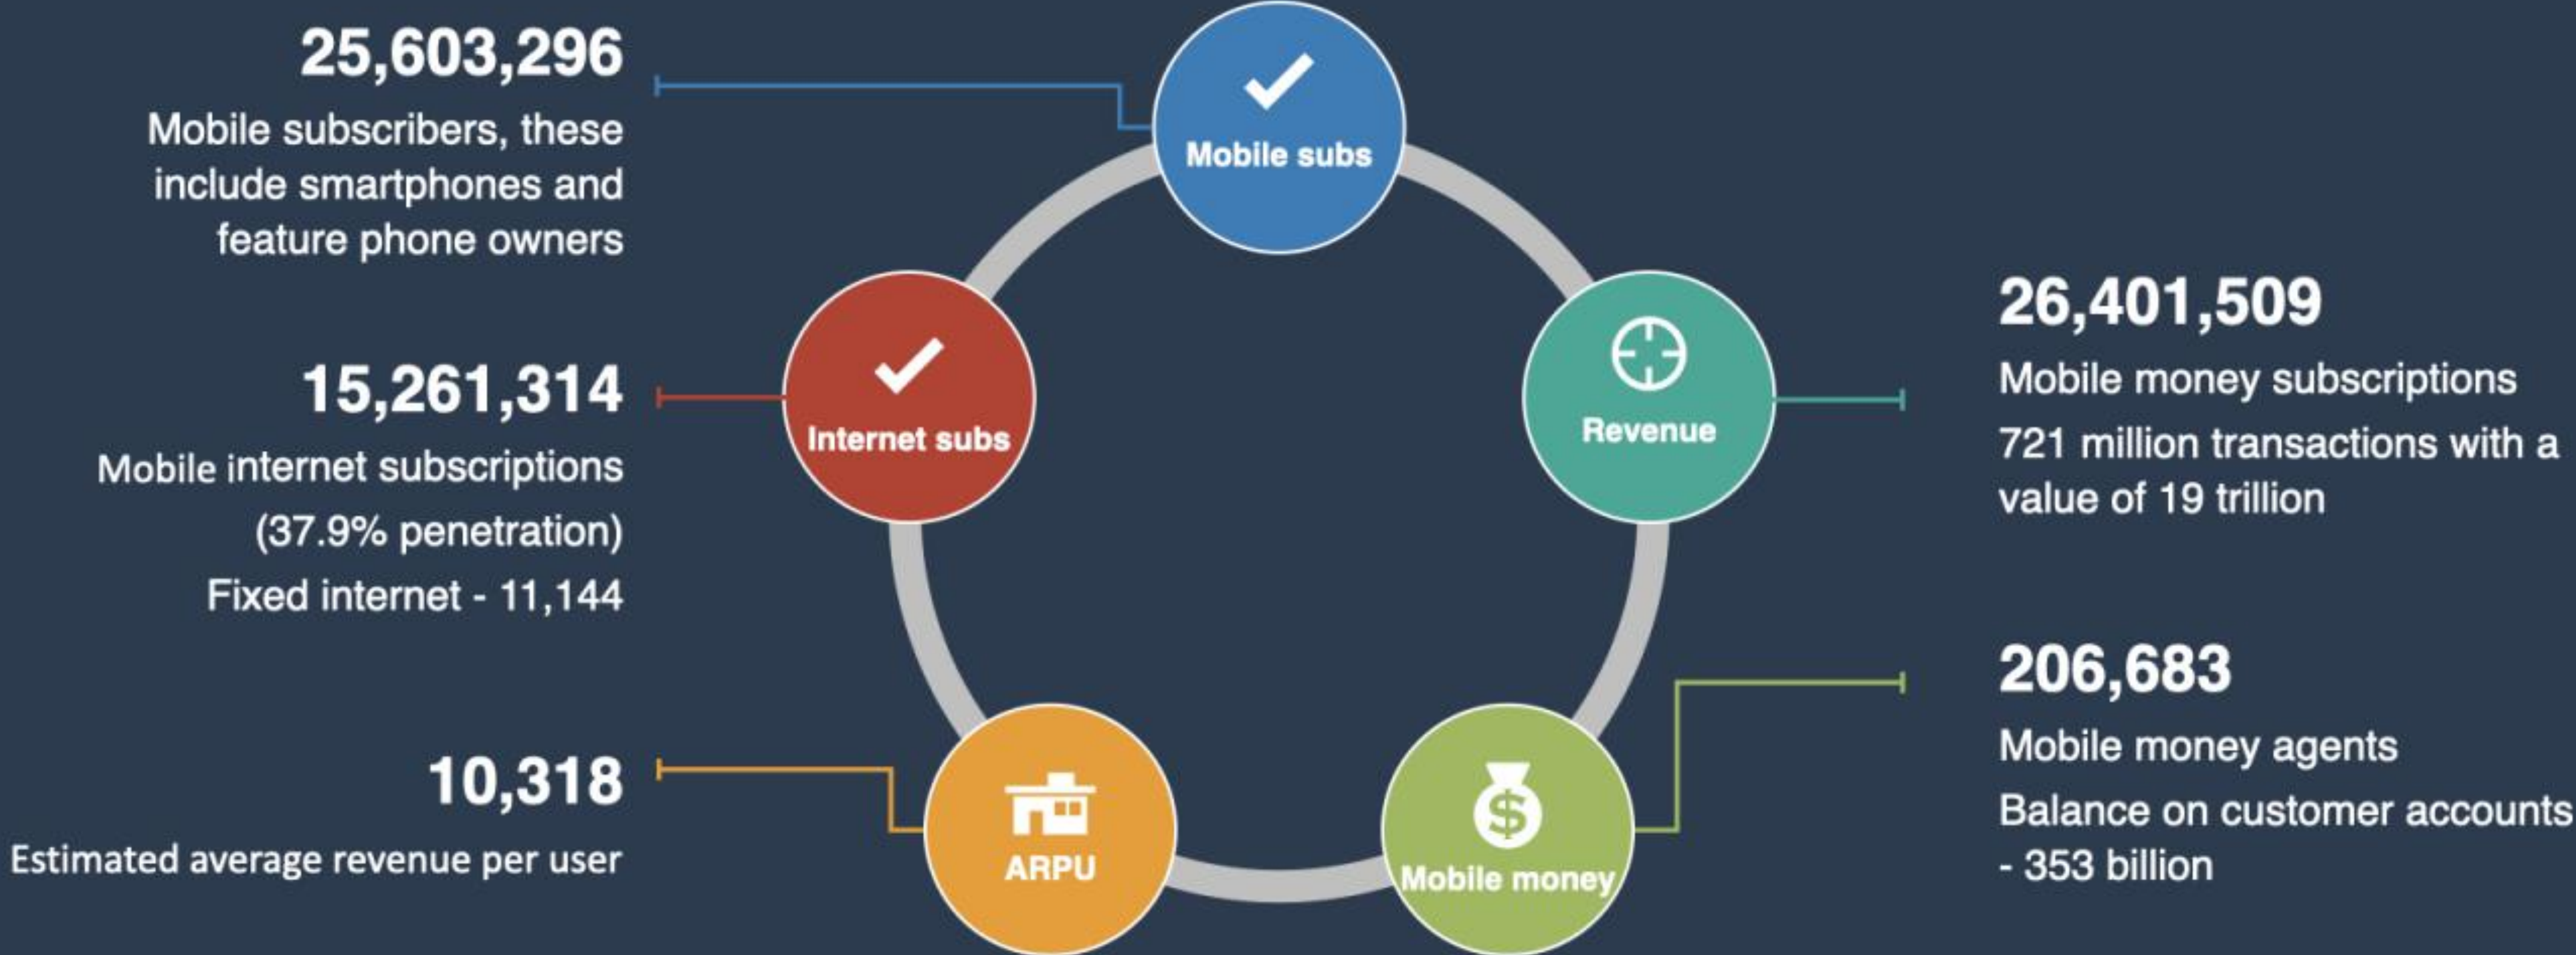 25,603,296
Mobile subscribers, these
include smartphones and
feature phone owners
Mobile subs
15,261,314
Mobile internet subscriptions
(37.9% penetration)
Fixed internet - 11,144
Internet subs
Revenue
26,401,509
Mobile money subscriptions
721 million transactions with a
value of 19 trillion
10,318
Estimated average revenue per user
ARPU
Mobile money
206,683
Mobile money agents
Balance on customer accounts
- 353 billion